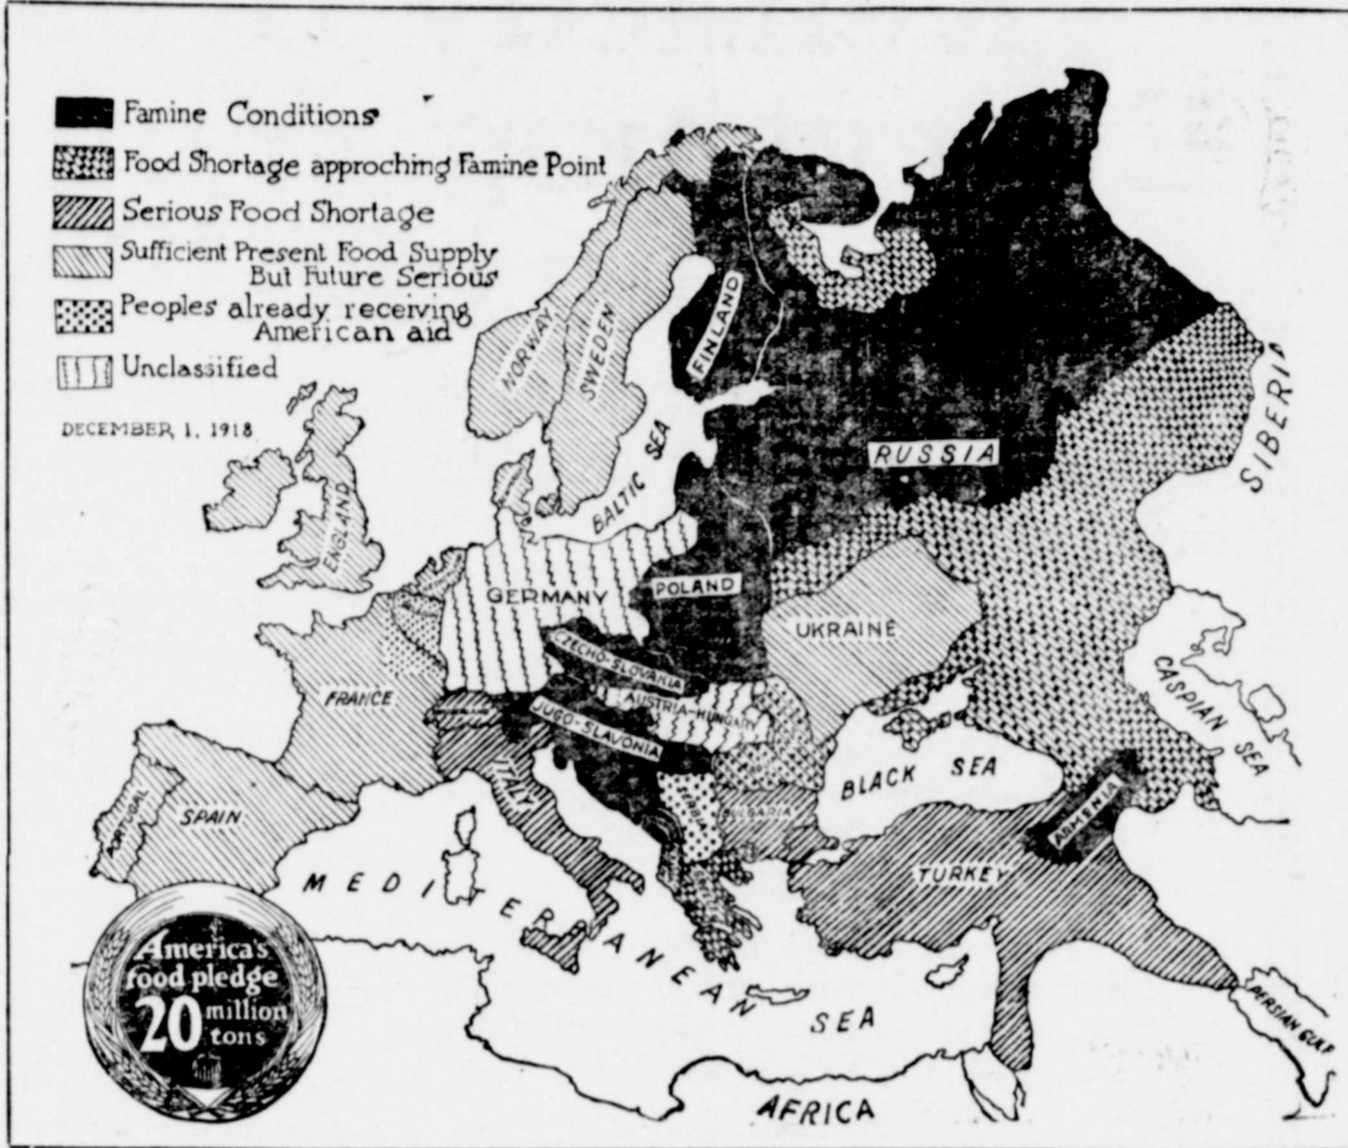 Famine Conditions
Food Shortage approching Famine Point
Serious Food Shortage
Sufficient Present Food Supply
But Future Serious
Peoples already receiving
American aid
Unclassified
DECEMBER 1, 1918
NORWAY
SWEDEN
FINLAND
BALTIC SEA
RUSSIA
SIBERIA
ENGLAND
GERMANY
POLAND
UKRAINE
CZECHO-SLOVAKIA
AUSTRIA-HUNGARY
JUGO-SLAVONIA
FRANCE
ITALY
SERBIA
BULGARIA
BLACK SEA
CASPIAN SEA
ARMENIA
TURKEY
PORTUGAL
SPAIN
MEDITERRANEAN SEA
PERSIAN GULF
AFRICA
America's
food pledge
20 million
tons